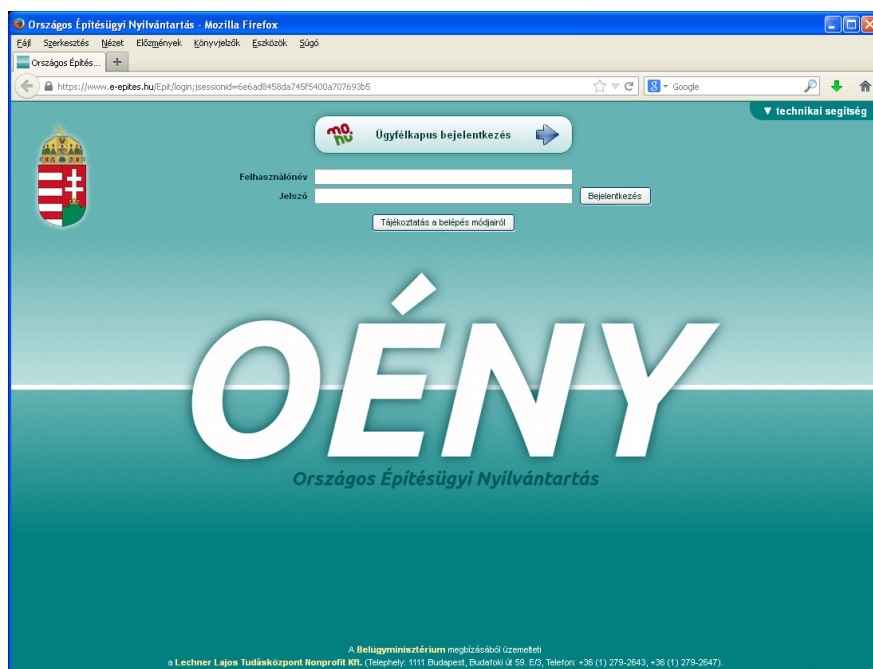 Országos Építésügyi Nyilvántartás - Mozilla Firefox
Fájl Szerkesztés Nézet Előzmények Könyvjelzők Eszközök Súgó
Országos Építés... +
https://www.e-epites.hu/Epit/login;jsessionid=6e6ad8458da745f5400a707693b5 Google
▼ technikai segítség
mo.hu Ügyfélkapus bejelentkezés
Felhasználónév
Jelszó Bejelentkezés
Tájékoztatás a belépés módjairól
OÉNY
Országos Építésügyi Nyilvántartás
A Belügyminisztérium megbízásából üzemelteti
a Lechner Lajos Tudásközpont Nonprofit Kft. (Telephely: 1111 Budapest, Budafoki út 59. E/3, Telefon: +36 (1) 279-2643, +36 (1) 279-2647).